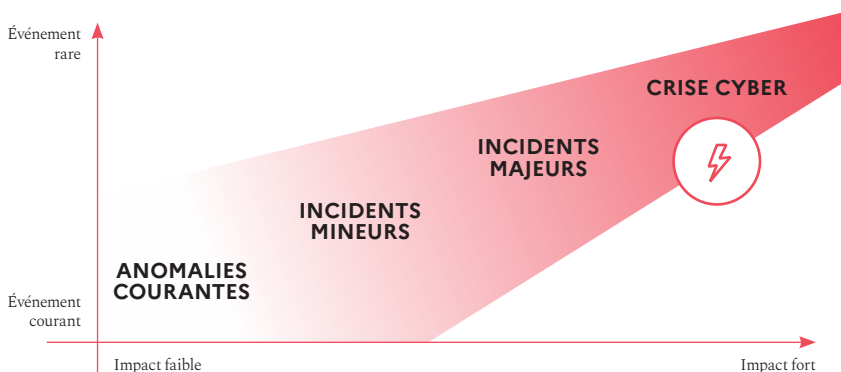 Événement
rare
CRISE CYBER
INCIDENTS
MAJEURS
INCIDENTS
MINEURS
ANOMALIES
COURANTES
Événement
courant
Impact faible
Impact fort